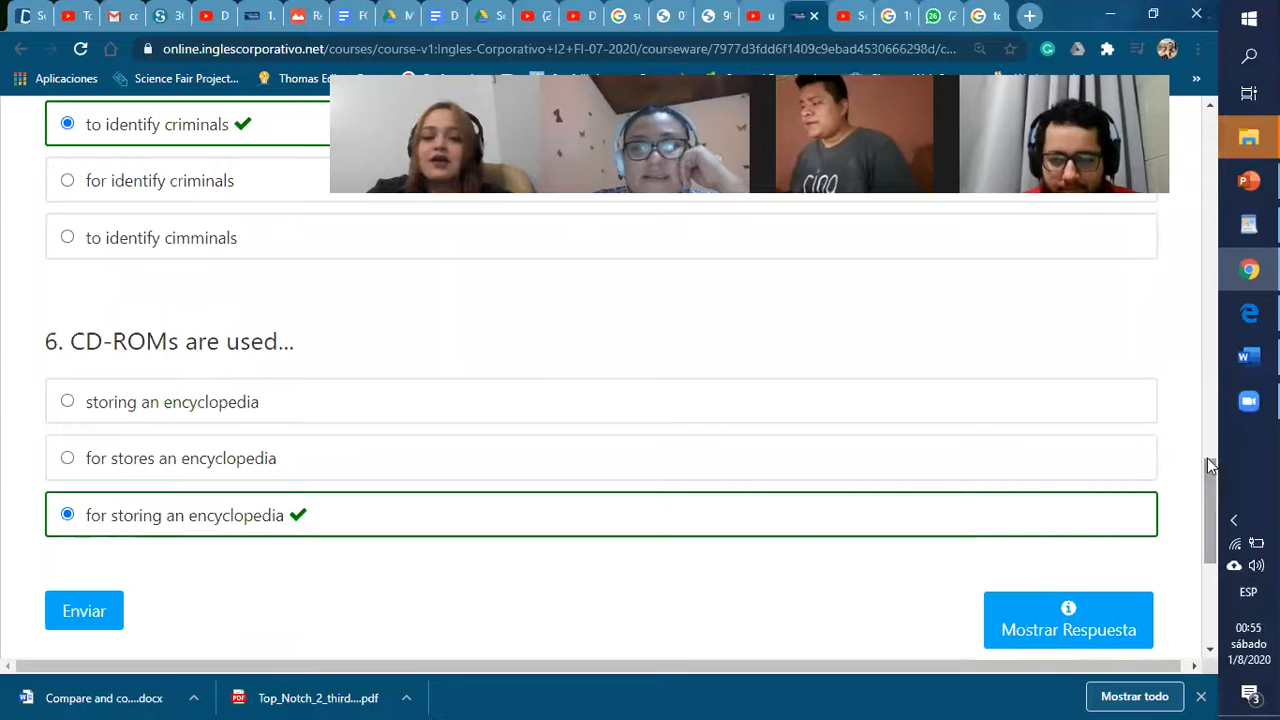 online.inglescorporativo.net/courses/course-v1:Ingles-Corporativo+I2+FI-07-2020/courseware/7977d3fdd6f1409c9ebad4530666298d/c...
Aplicaciones
Science Fair Project...
»
to identify criminals
for identify criminals
to identify cimminals
cing
6. CD-ROMs are used...
storing an encyclopedia
for stores an encyclopedia
for storing an encyclopedia
Enviar
Mostrar Respuesta
ESP
00:55
sábado
1/8/2020
3
Compare and co....docx
Top_Notch_2_third....pdf
Mostrar todo